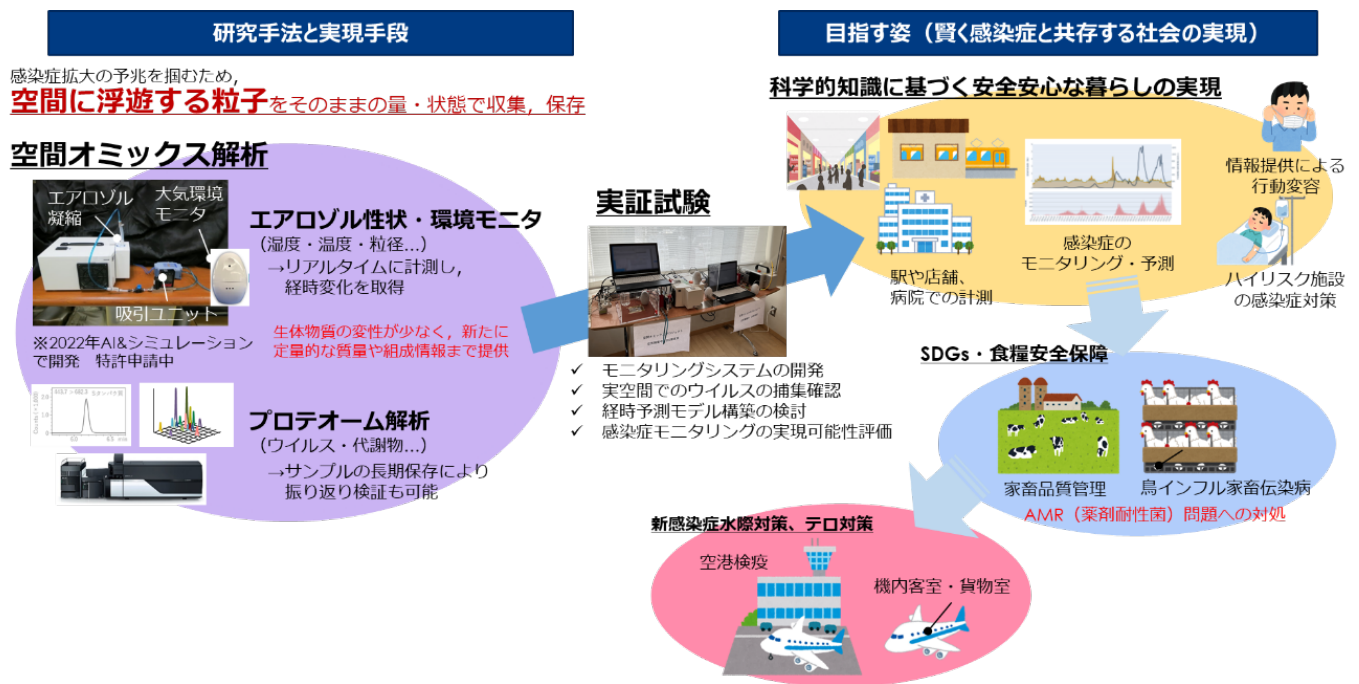 研究手法と実現手段
感染症拡大の予兆を掴むため,
空間に浮遊する粒子をそのままの量・状態で収集, 保存
空間オミックス解析
エアロゾル
凝縮
大気環境
モニタ
吸引ユニット
※2022年AI&シミュレーション
で開発 特許申請中
エアロゾル性状・環境モニタ
(湿度・温度・粒径...)
→リアルタイムに計測し,
経時変化を取得
生体物質の変性が少なく, 新たに
定量的な質量や組成情報まで提供
プロテオーム解析
(ウイルス・代謝物...)
→サンプルの長期保存により
振り返り検証も可能
実証試験
✓ モニタリングシステムの開発
✓ 実空間でのウイルスの捕集確認
✓ 経時予測モデル構築の検討
✓ 感染症モニタリングの実現可能性評価
目指す姿(賢く感染症と共存する社会の実現)
科学的知識に基づく安全安心な暮らしの実現
駅や店舗、
病院での計測
感染症の
モニタリング・予測
情報提供による
行動変容
ハイリスク施設
の感染症対策
SDGs・食糧安全保障
家畜品質管理
鳥インフル家畜伝染病
AMR(薬剤耐性菌)問題への対処
新感染症水際対策、テロ対策
空港検疫
機内客室・貨物室